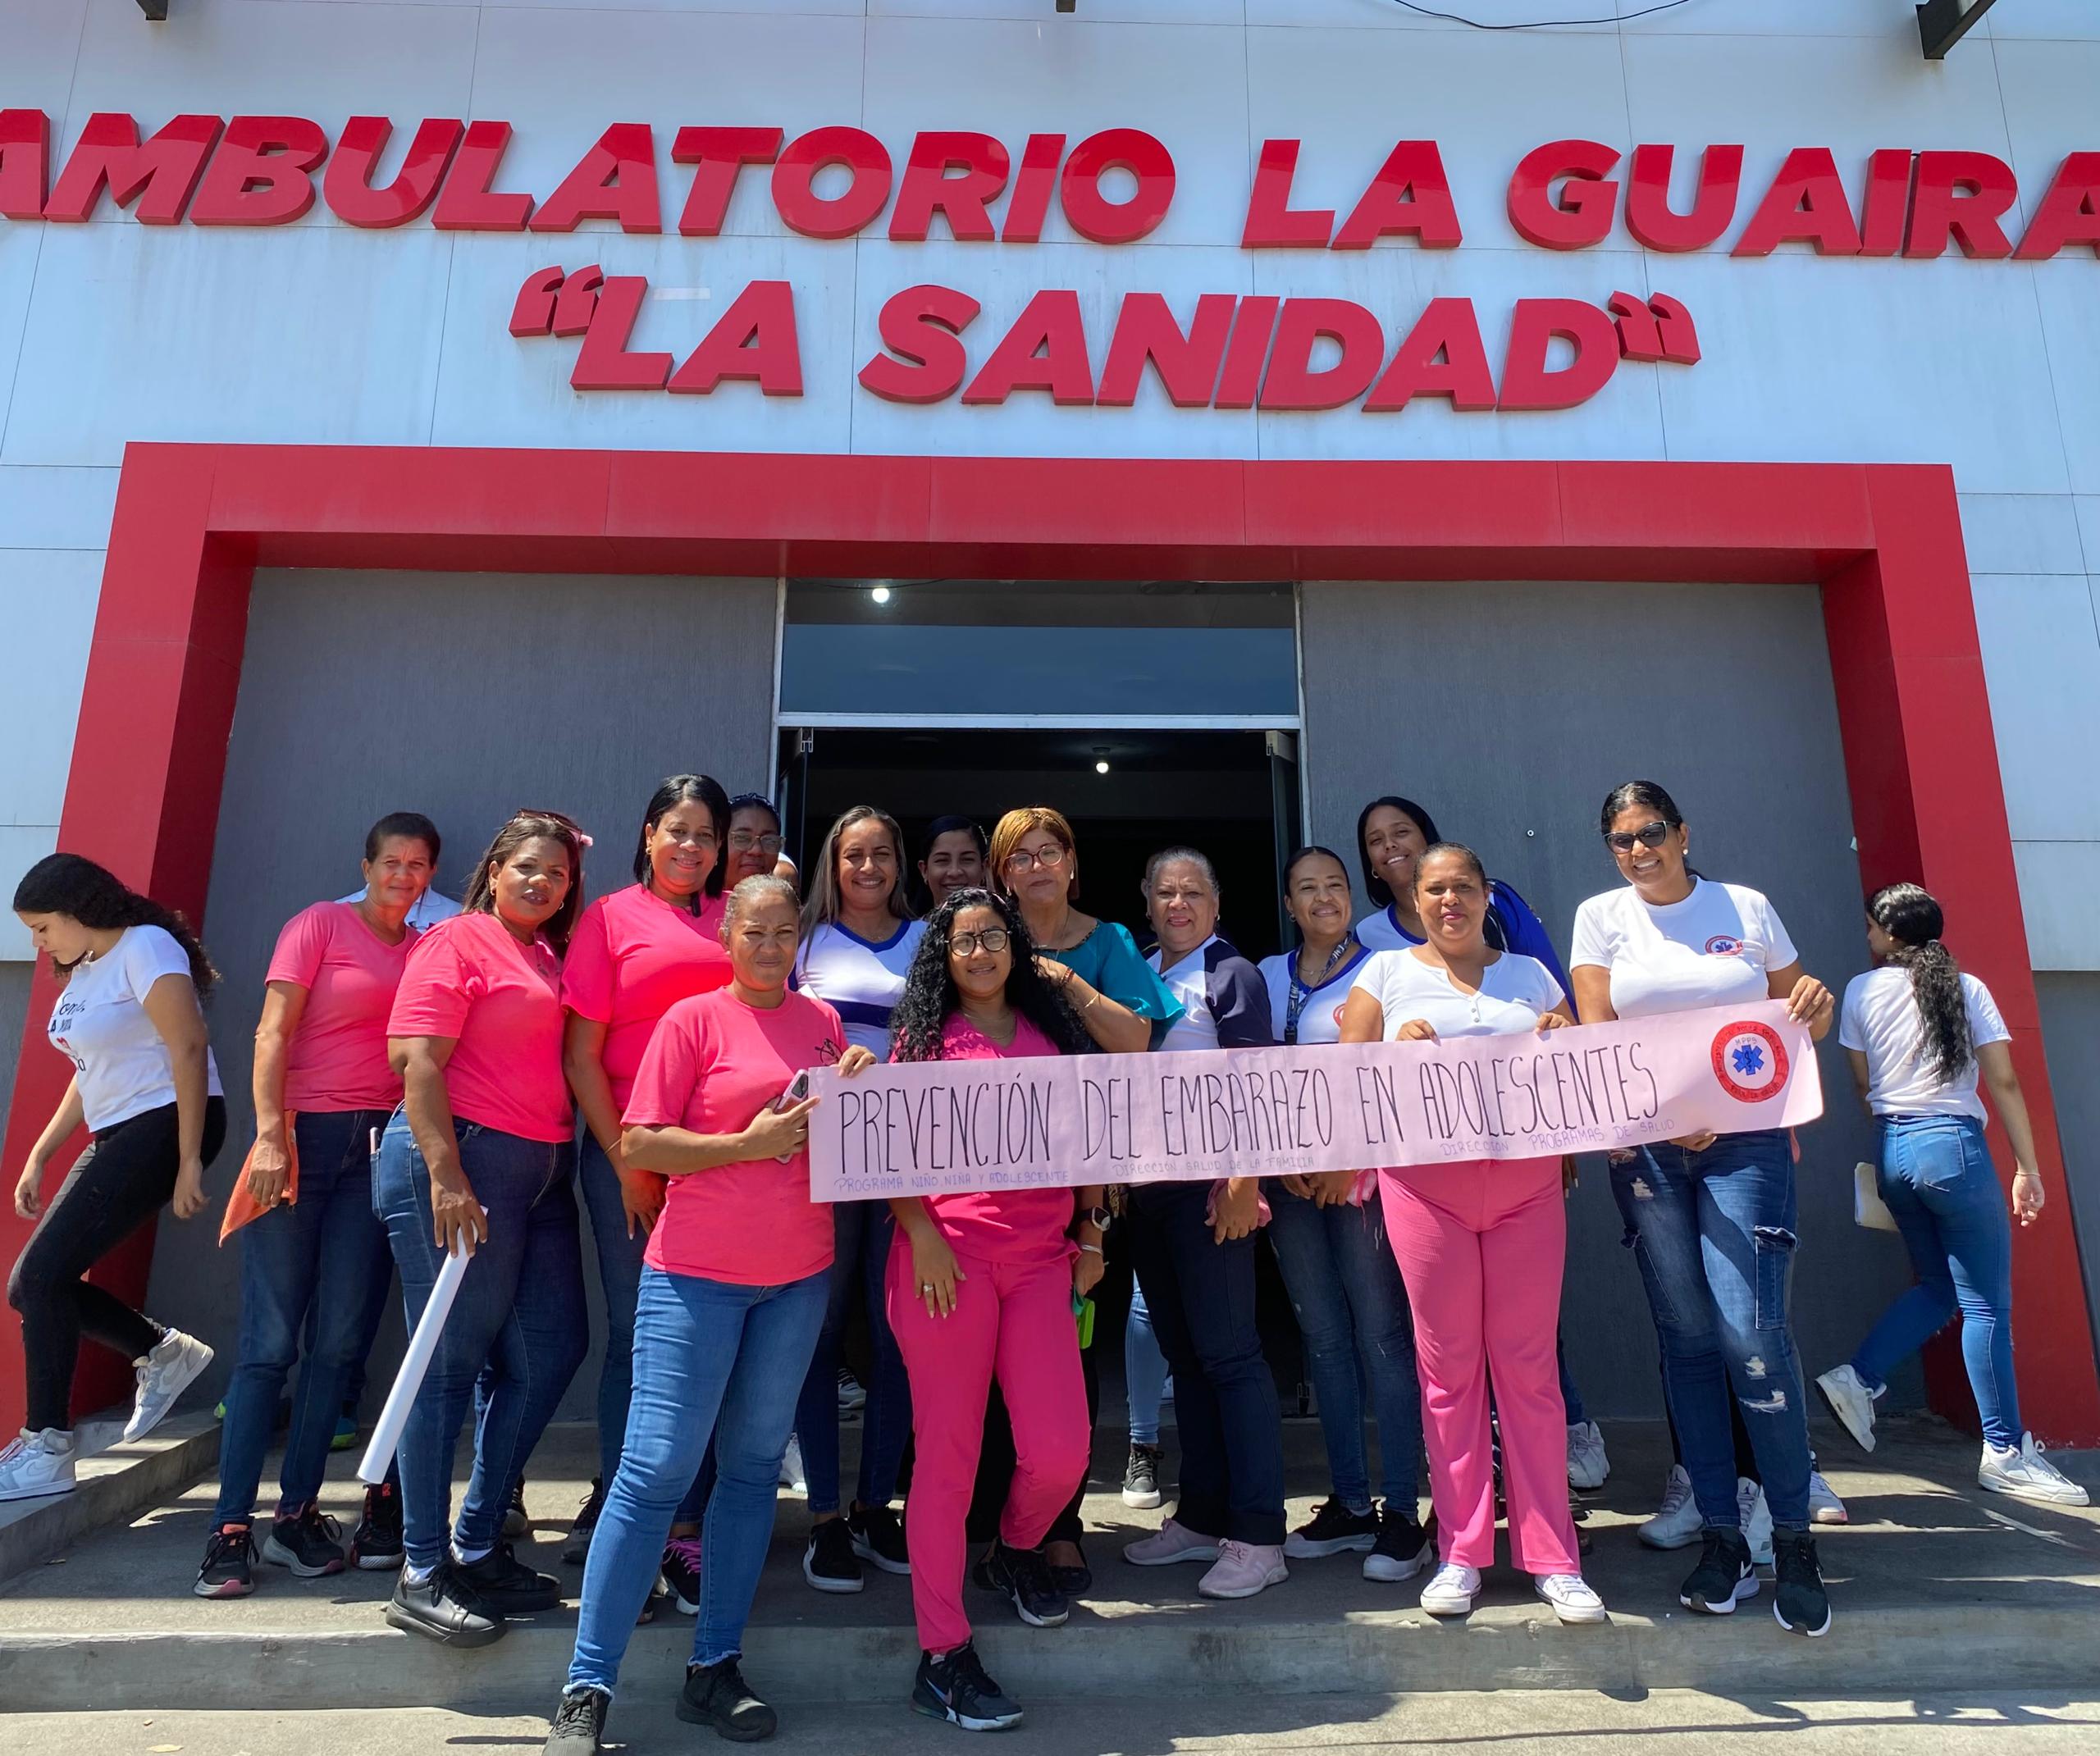 AMBULATORIO LA GUAIRA
“LA SANIDAD”
PREVENCIÓN DEL EMBARAZO EN ADOLESCENTES
PROGRAMA NIÑO, NIÑA Y ADOLESCENTE DIRECCIÓN SALUD DE LA FAMILIA DIRECCIÓN PROGRAMAS DE SALUD
MPPS